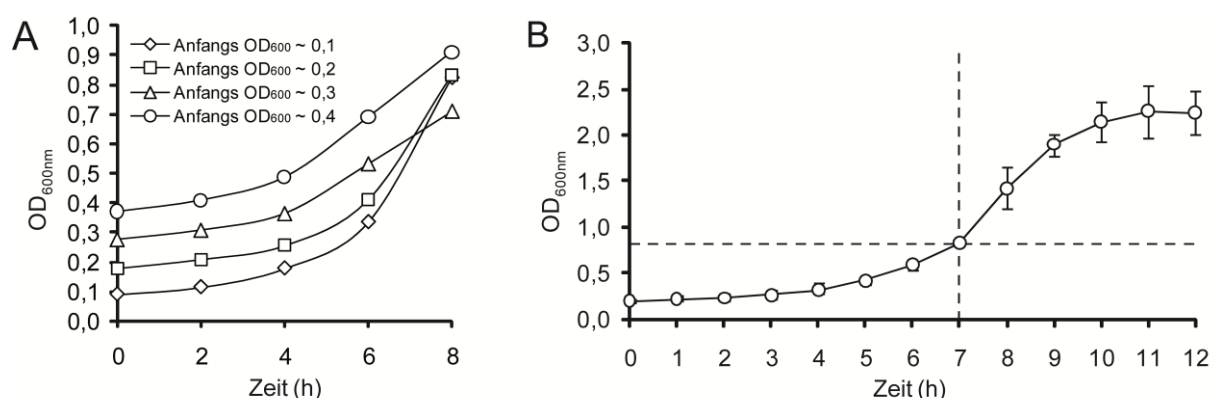 A
1,0
0,9
0,8
0,7
0,6
0,5
0,4
0,3
0,2
0,1
0,0
OD600nm
Anfangs OD600 ~ 0,1
Anfangs OD600 ~ 0,2
Anfangs OD600 ~ 0,3
Anfangs OD600 ~ 0,4
0 2 4 6 8
Zeit (h)
B
3,0
2,5
2,0
1,5
1,0
0,5
0,0
OD600nm
0 1 2 3 4 5 6 7 8 9 10 11 12
Zeit (h)